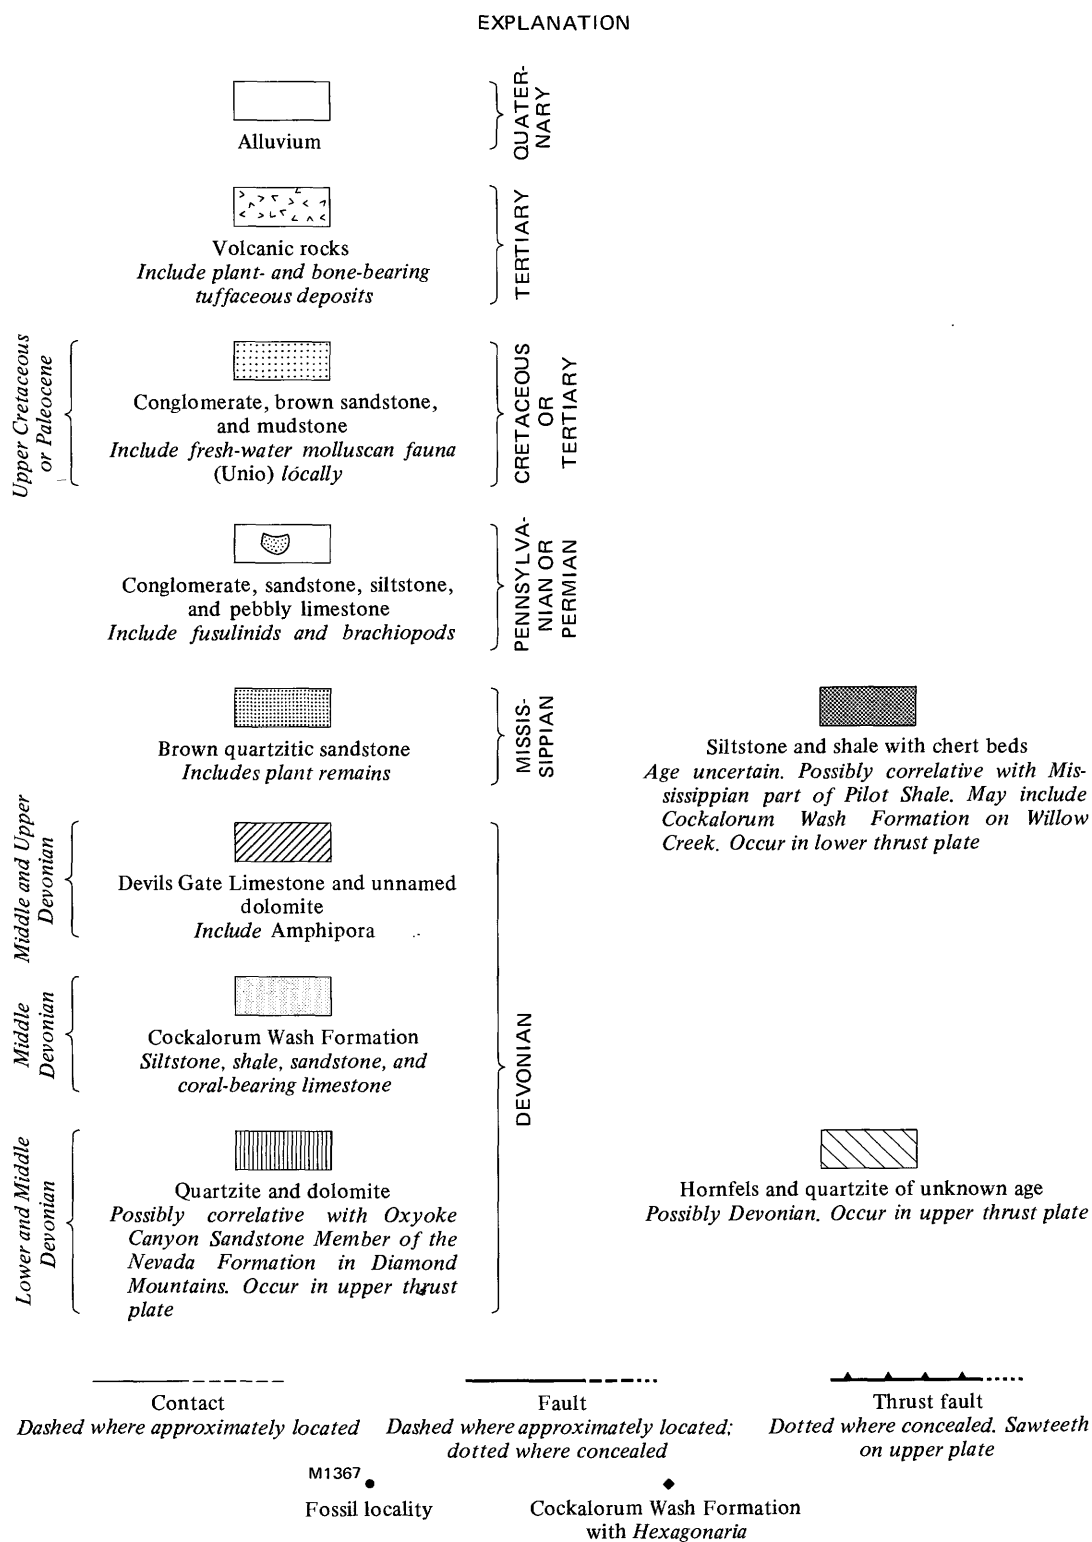 EXPLANATION
Alluvium
QUATER-
NARY
Volcanic rocks
Include plant- and bone-bearing
tuffaceous deposits
TERTIARY
Upper Cretaceous
or Paleocene
Conglomerate, brown sandstone,
and mudstone
Include fresh-water molluscan fauna
(Unio) locally
CRETACEOUS
OR
TERTIARY
Conglomerate, sandstone, siltstone,
and pebbly limestone
Include fusulinids and brachiopods
PENNSYLVA-
NIAN OR
PERMIAN
Brown quartzitic sandstone
Includes plant remains
MISSIS-
SIPPIAN
Siltstone and shale with chert beds
Age uncertain. Possibly correlative with Mis-
sissippian part of Pilot Shale. May include
Cockalorum Wash Formation on Willow
Creek. Occur in lower thrust plate
Middle and Upper
Devonian
Devils Gate Limestone and unnamed
dolomite
Include Amphipora
Middle
Devonian
Cockalorum Wash Formation
Siltstone, shale, sandstone, and
coral-bearing limestone
DEVONIAN
Lower and Middle
Devonian
Quartzite and dolomite
Possibly correlative with Oxyoke
Canyon Sandstone Member of the
Nevada Formation in Diamond
Mountains. Occur in upper thrust
plate
Hornfels and quartzite of unknown age
Possibly Devonian. Occur in upper thrust plate
Contact
Dashed where approximately located
Fault
Dashed where approximately located;
dotted where concealed
Thrust fault
Dotted where concealed. Sawteeth
on upper plate
M1367
Fossil locality
Cockalorum Wash Formation
with Hexagonaria